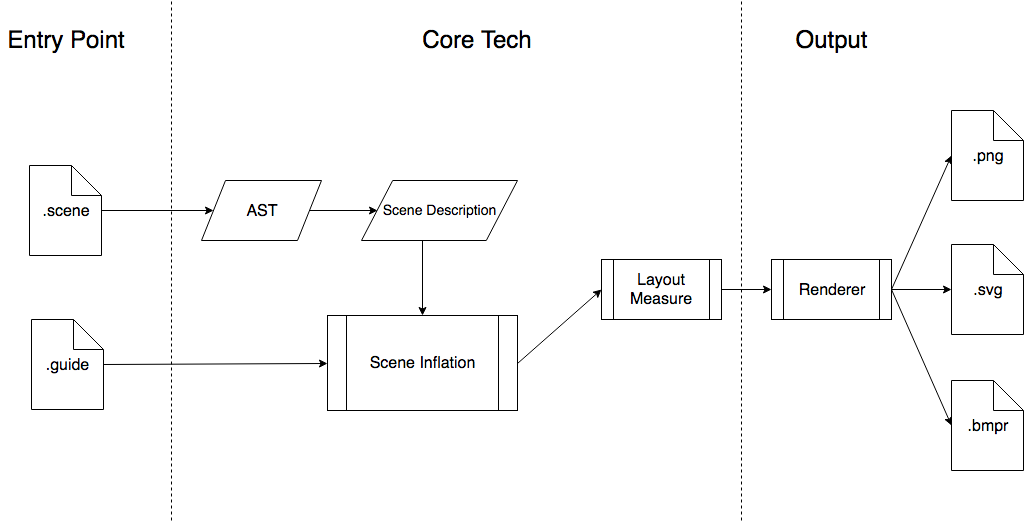 Entry Point
Core Tech
Output
.scene
AST
Scene Description
.guide
Scene Inflation
Layout
Measure
Renderer
.png
.svg
.bmpr